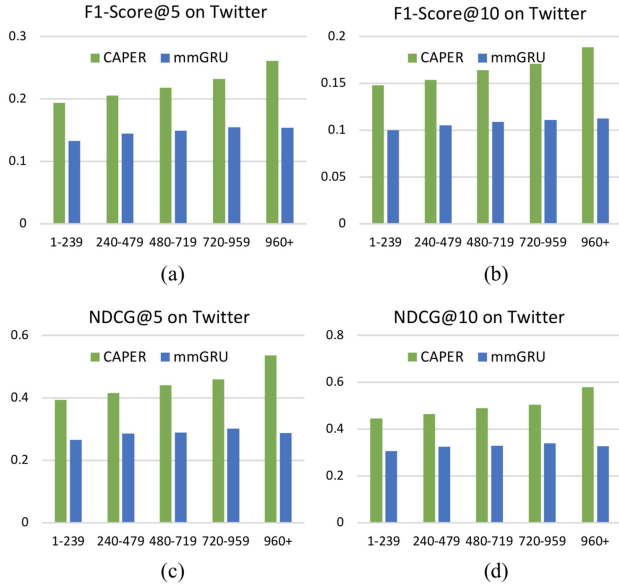 F1-Score@5 on Twitter
0.3
CAPER mmGRU
0.2
0.1
0
1-239 240-479 480-719 720-959 960+
(a)
F1-Score@10 on Twitter
0.2
CAPER mmGRU
0.15
0.1
0.05
0
1-239 240-479 480-719 720-959 960+
(b)
NDCG@5 on Twitter
0.6
CAPER mmGRU
0.4
0.2
0
1-239 240-479 480-719 720-959 960+
(c)
NDCG@10 on Twitter
0.8
CAPER mmGRU
0.6
0.4
0.2
0
1-239 240-479 480-719 720-959 960+
(d)